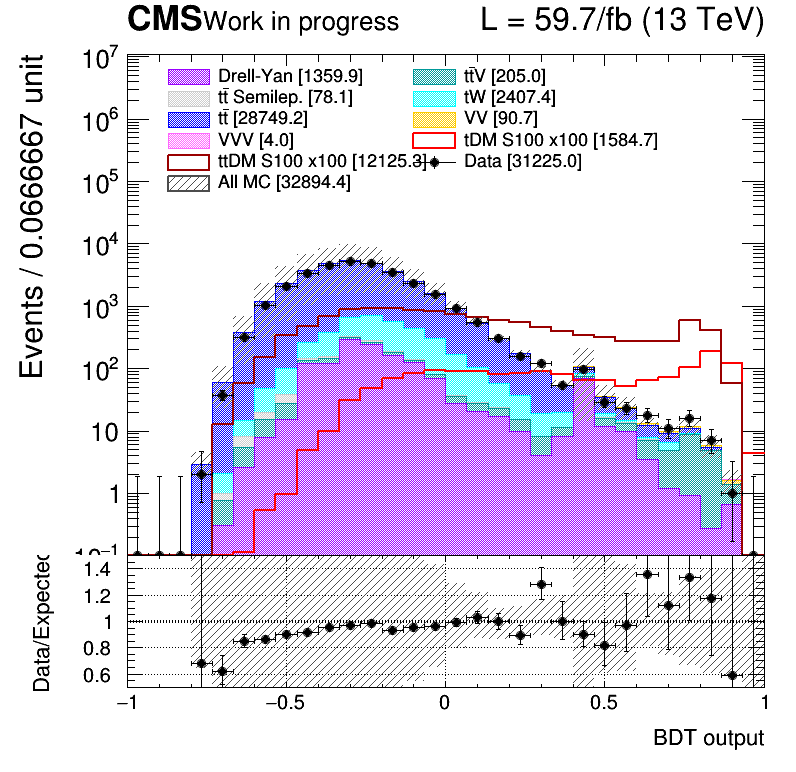 CMS Work in progress L = 59.7/fb (13 TeV)
Events / 0.0666667 unit
10⁷
10⁶
10⁵
10⁴
10³
10²
10
1
10⁻¹
Drell-Yan [1359.9] tt̄V [205.0]
tt̄ Semilep. [78.1] tW [2407.4]
tt̄ [28749.2] VV [90.7]
VVV [4.0] tDM S100 x100 [1584.7]
ttDM S100 x100 [12125.3] Data [31225.0]
All MC [32894.4]
Data/Expected
1.4
1.2
1
0.8
0.6
−1 −0.5 0 0.5 1
BDT output